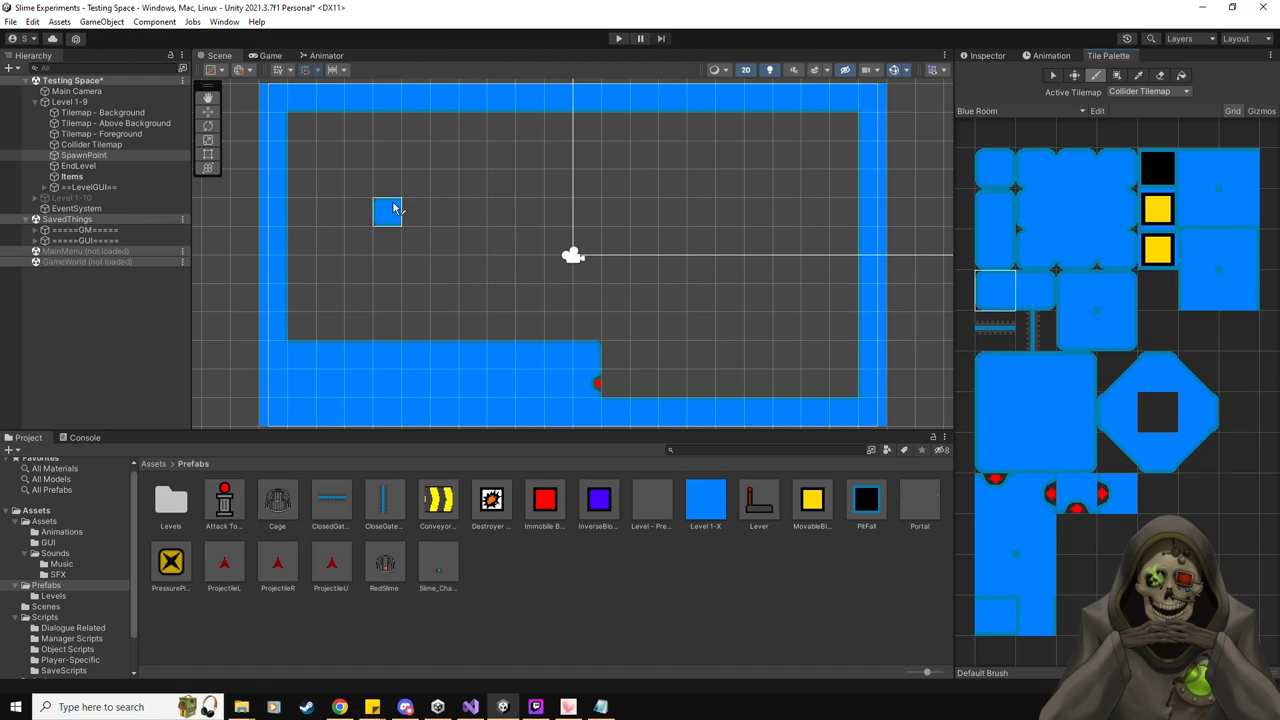 Slime Experiments - Testing Space - Windows, Mac, Linux - Unity 2021.3.7f1 Personal* <DX11>
File Edit Assets GameObject Component Jobs Window Help
S Layers Layout
Hierarchy Scene Game Animator Inspector Animation Tile Palette
All 2D
Testing Space*
Main Camera Active Tilemap Collider Tilemap
Level 1-9
Tilemap - Background Blue Room Edit Grid Gizmos
Tilemap - Above Background
Tilemap - Foreground
Collider Tilemap
SpawnPoint
EndLevel
Items
==LevelGUI==
Level 1-10
EventSystem
SavedThings
=====GM=====
=====GUI=====
MainMenu (not loaded)
GameWorld (not loaded)
Project Console
8
Favorites
Assets > Prefabs
All Materials
All Models
All Prefabs
Assets
Assets
Animations
GUI
Sounds
Music
SFX
Prefabs
Levels
Scenes
Scripts
Dialogue Related
Manager Scripts
Object Scripts
Player-Specific
SaveScripts
Levels Attack To... Cage ClosedGat... CloseGate... Conveyor... Destroyer ... Immobile B... InverseBlo... Level - Pre... Level 1-X Lever MovableBl... PitFall Portal
PressurePl... ProjectileL ProjectileR ProjectileU RedSlime Slime_Cha...
Default Brush
Type here to search